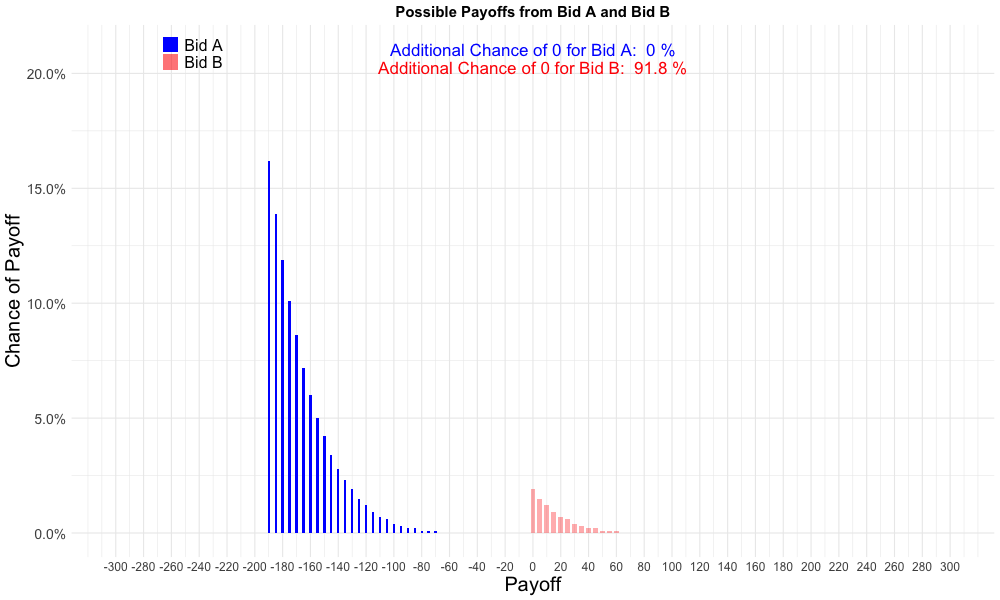 Possible Payoffs from Bid A and Bid B
Bid A
Bid B
Additional Chance of 0 for Bid A:  0 %
Additional Chance of 0 for Bid B:  91.8 %
Chance of Payoff
20.0%
15.0%
10.0%
5.0%
0.0%
-300 -280 -260 -240 -220 -200 -180 -160 -140 -120 -100 -80 -60 -40 -20 0 20 40 60 80 100 120 140 160 180 200 220 240 260 280 300
Payoff